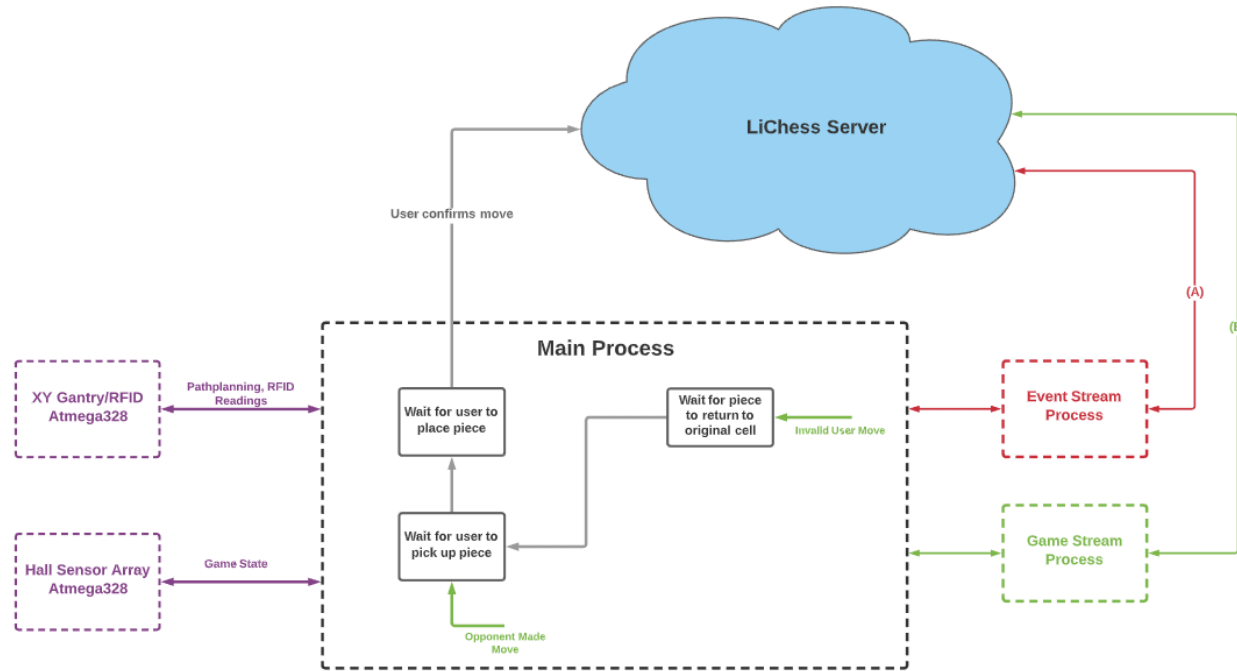 LiChess Server
User confirms move
(A)
(B
Main Process
XY Gantry/RFID
Atmega328
Pathplanning, RFID
Readings
Wait for user to
place piece
Wait for piece
to return to
original cell
Invalid User Move
Event Stream
Process
Hall Sensor Array
Atmega328
Game State
Wait for user to
pick up piece
Opponent Made
Move
Game Stream
Process